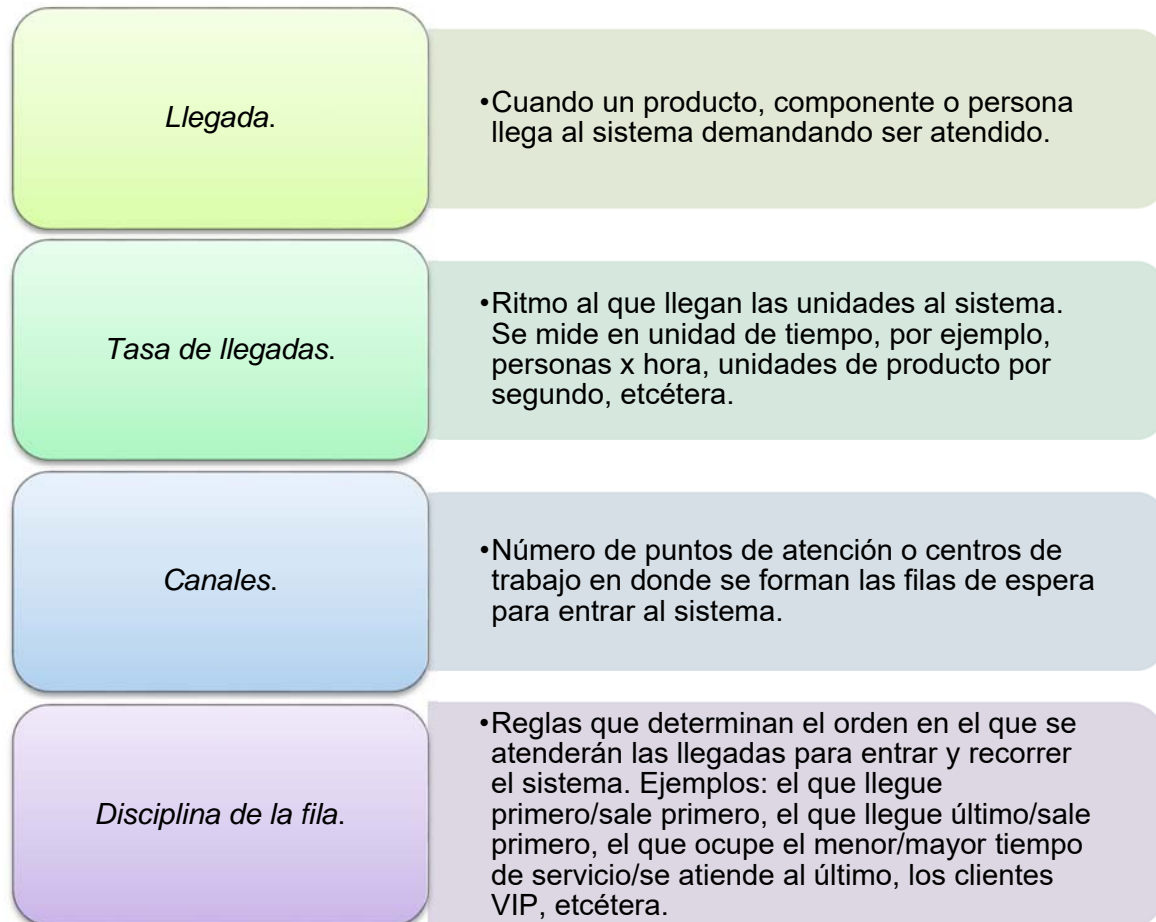 Llegada.
•Cuando un producto, componente o persona
llega al sistema demandando ser atendido.
Tasa de llegadas.
•Ritmo al que llegan las unidades al sistema.
Se mide en unidad de tiempo, por ejemplo,
personas x hora, unidades de producto por
segundo, etcétera.
Canales.
•Número de puntos de atención o centros de
trabajo en donde se forman las filas de espera
para entrar al sistema.
Disciplina de la fila.
•Reglas que determinan el orden en el que se
atenderán las llegadas para entrar y recorrer
el sistema. Ejemplos: el que llegue
primero/sale primero, el que llegue último/sale
primero, el que ocupe el menor/mayor tiempo
de servicio/se atiende al último, los clientes
VIP, etcétera.